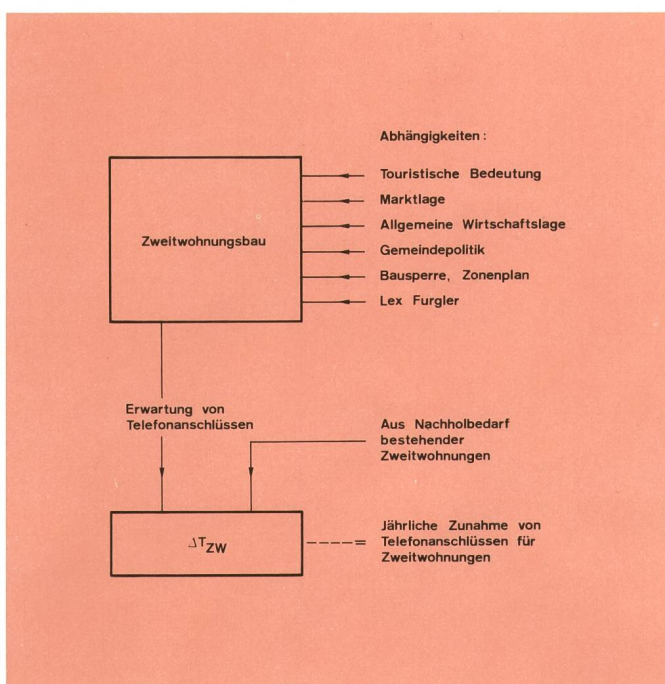 Abhängigkeiten:
Touristische Bedeutung
Marktlage
Allgemeine Wirtschaftslage
Zweitwohnungsbau
Gemeindepolitik
Bausperre, Zonenplan
Lex Furgler
Erwartung von
Telefonanschlüssen
Aus Nachholbedarf
bestehender
Zweitwohnungen
ΔT_ZW
Jährliche Zunahme von
Telefonanschlüssen für
Zweitwohnungen